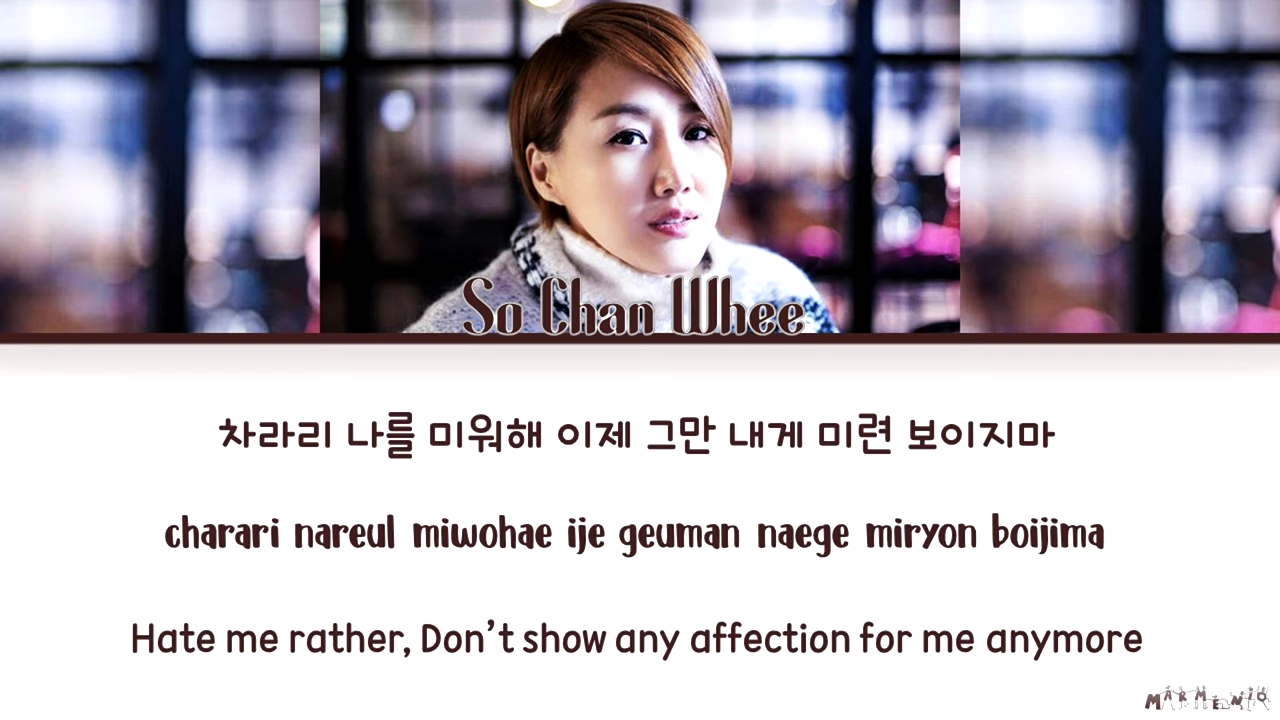 So Chan Whee
차라리 나를 미워해 이제 그만 내게 미련 보이지마
charari nareul miwohae ije geuman naege miryon boijima
Hate me rather, Don't show any affection for me anymore
MARMENIO